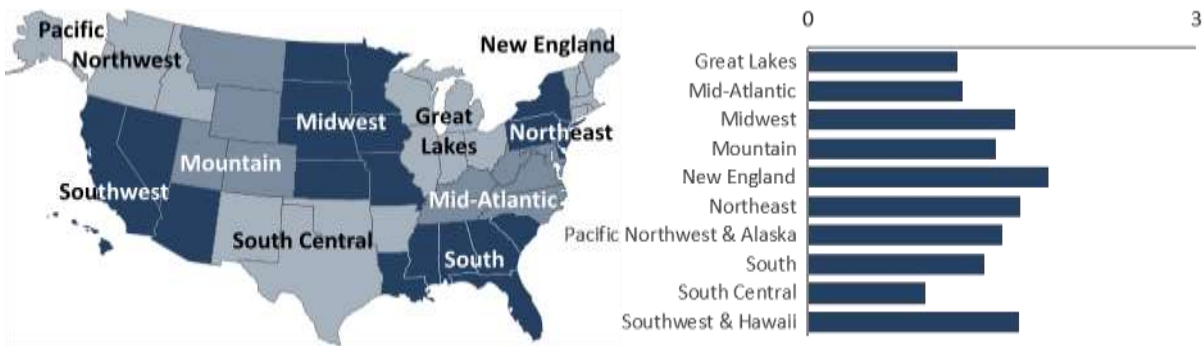 Pacific
Northwest
New England
Midwest
Great
Lakes
Northeast
Mountain
Southwest
Mid-Atlantic
South Central
South
0 3
Great Lakes
Mid-Atlantic
Midwest
Mountain
New England
Northeast
Pacific Northwest & Alaska
South
South Central
Southwest & Hawaii